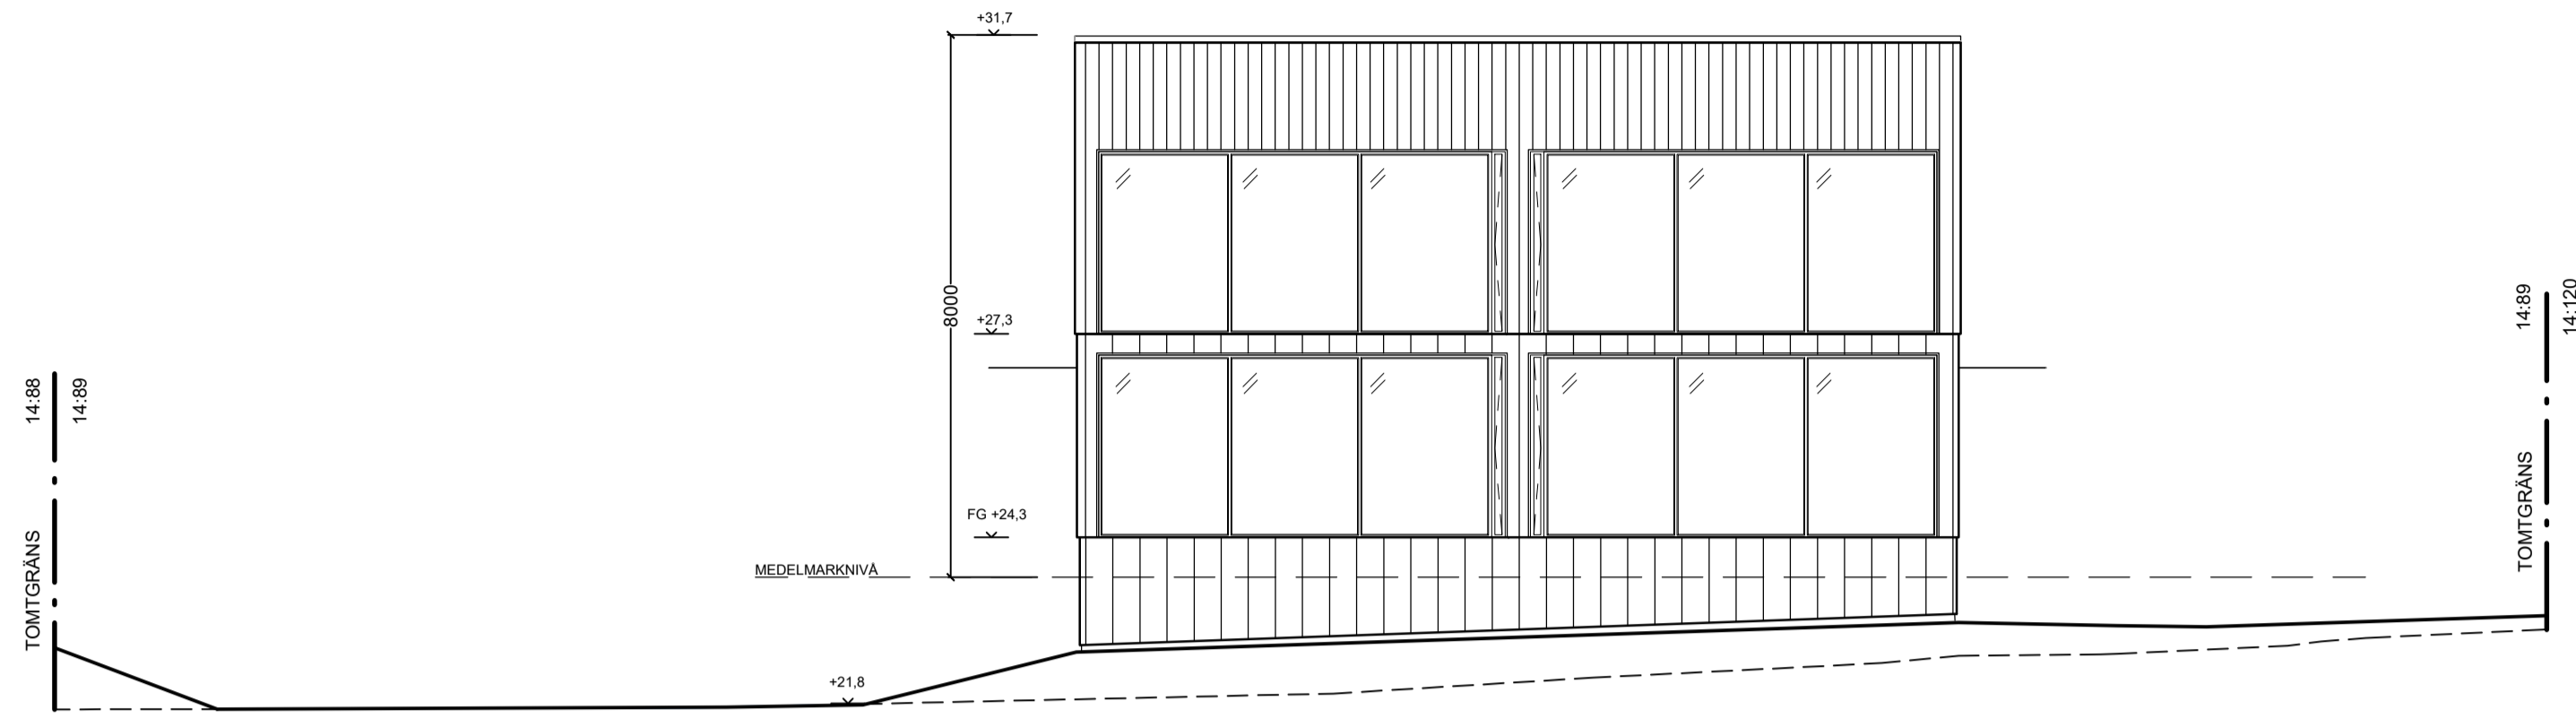 +31,7
8000
+27,3
FG +24,3
MEDELMARKNIVÅ
+21,8
14:88
14:89
TOMTGRÄNS
14:89
14:120
TOMTGRÄNS